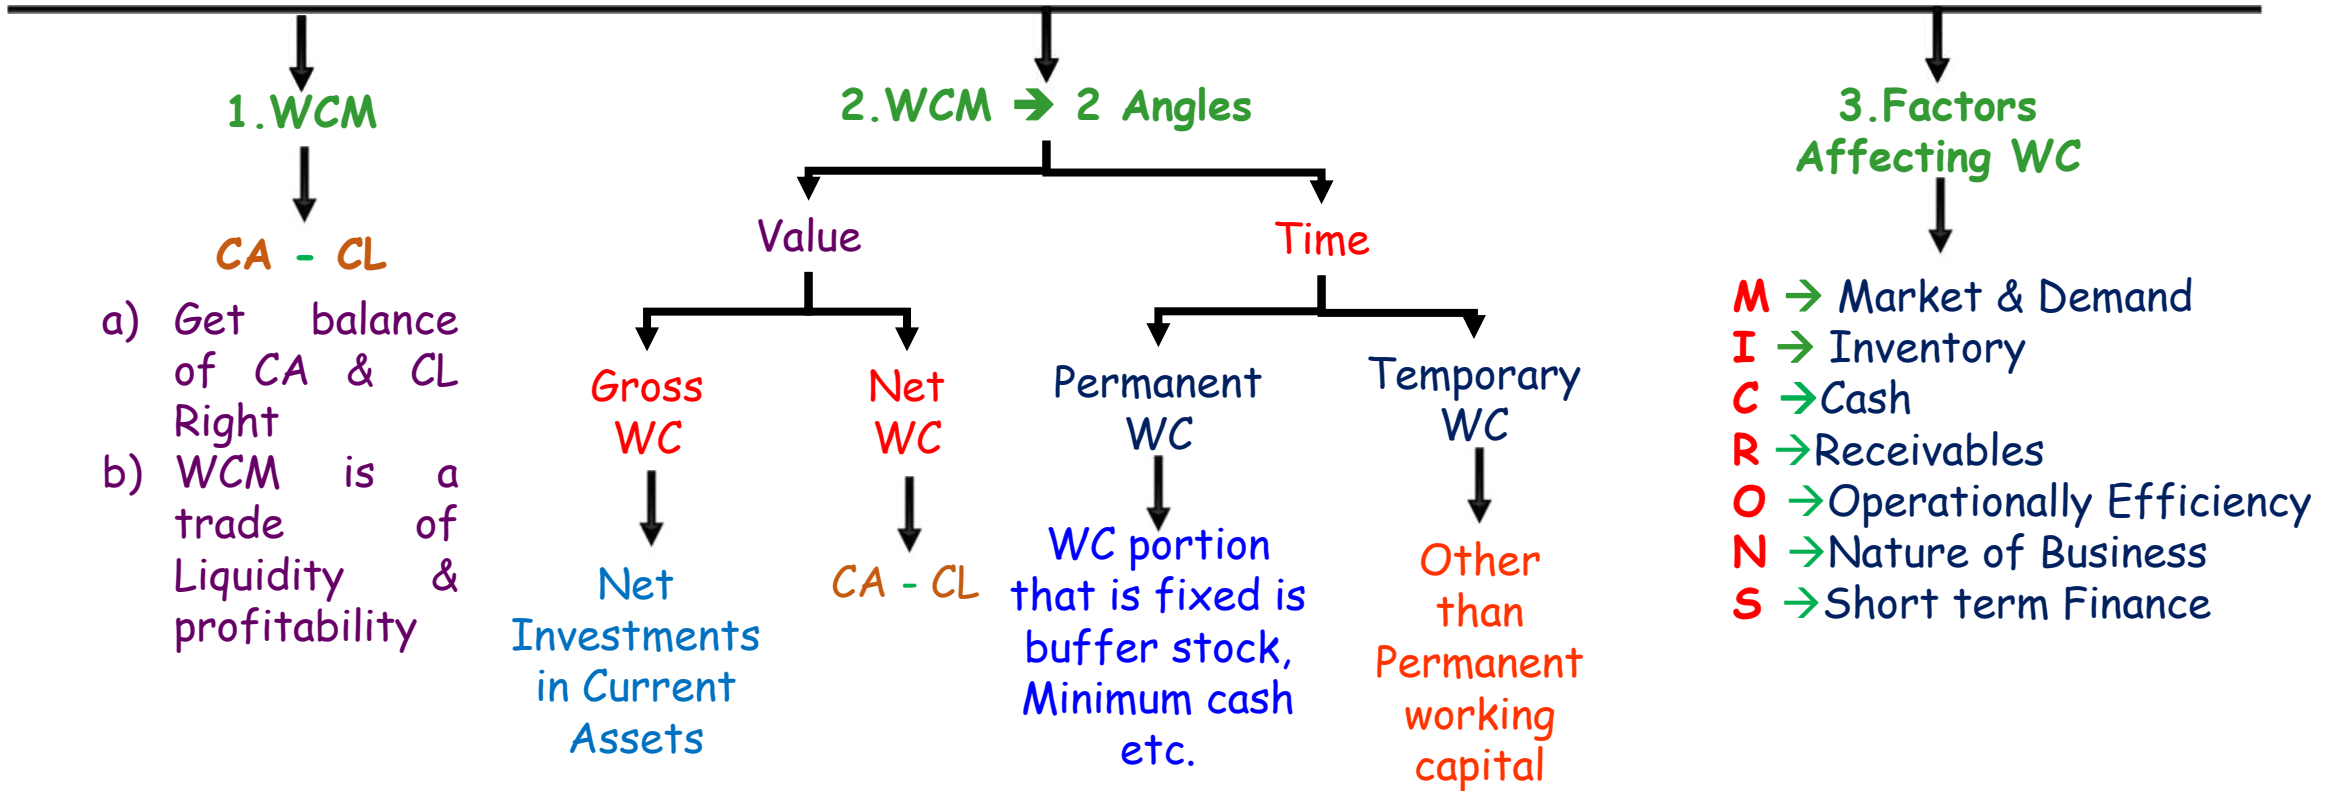 1.WCM
CA - CL
a) Get balance
of CA & CL
Right
b) WCM is a
trade of
Liquidity &
profitability
2.WCM → 2 Angles
Value
Gross
WC
Net
Investments
in Current
Assets
Net
WC
CA - CL
Time
Permanent
WC
WC portion
that is fixed is
buffer stock,
Minimum cash
etc.
Temporary
WC
Other
than
Permanent
working
capital
3.Factors
Affecting WC
M → Market & Demand
I → Inventory
C → Cash
R → Receivables
O → Operationally Efficiency
N → Nature of Business
S → Short term Finance